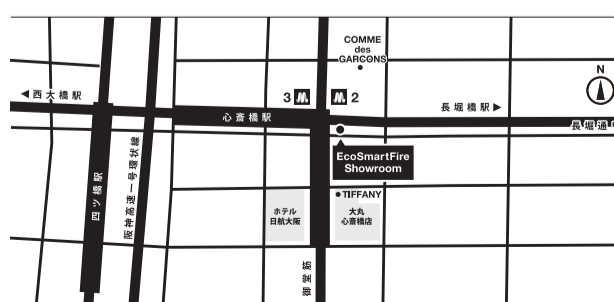 COMME
des
GARCONS
N
◀西大橋駅
3
2
長堀橋駅▶
心斎橋駅
長堀通
EcoSmartFire
Showroom
四ツ橋駅
阪神高速一号環状線
TIFFANY
ホテル
日航大阪
大丸
心斎橋店
御堂筋